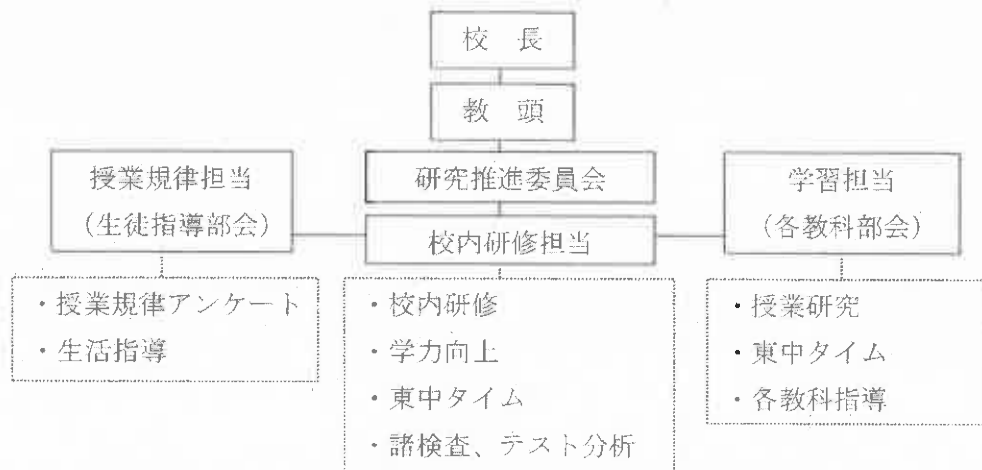 校 長
教 頭
研究推進委員会
校内研修担当
授業規律担当
（生徒指導部会）
学習担当
（各教科部会）
・授業規律アンケート
・生活指導
・校内研修
・学力向上
・東中タイム
・諸検査、テスト分析
・授業研究
・東中タイム
・各教科指導